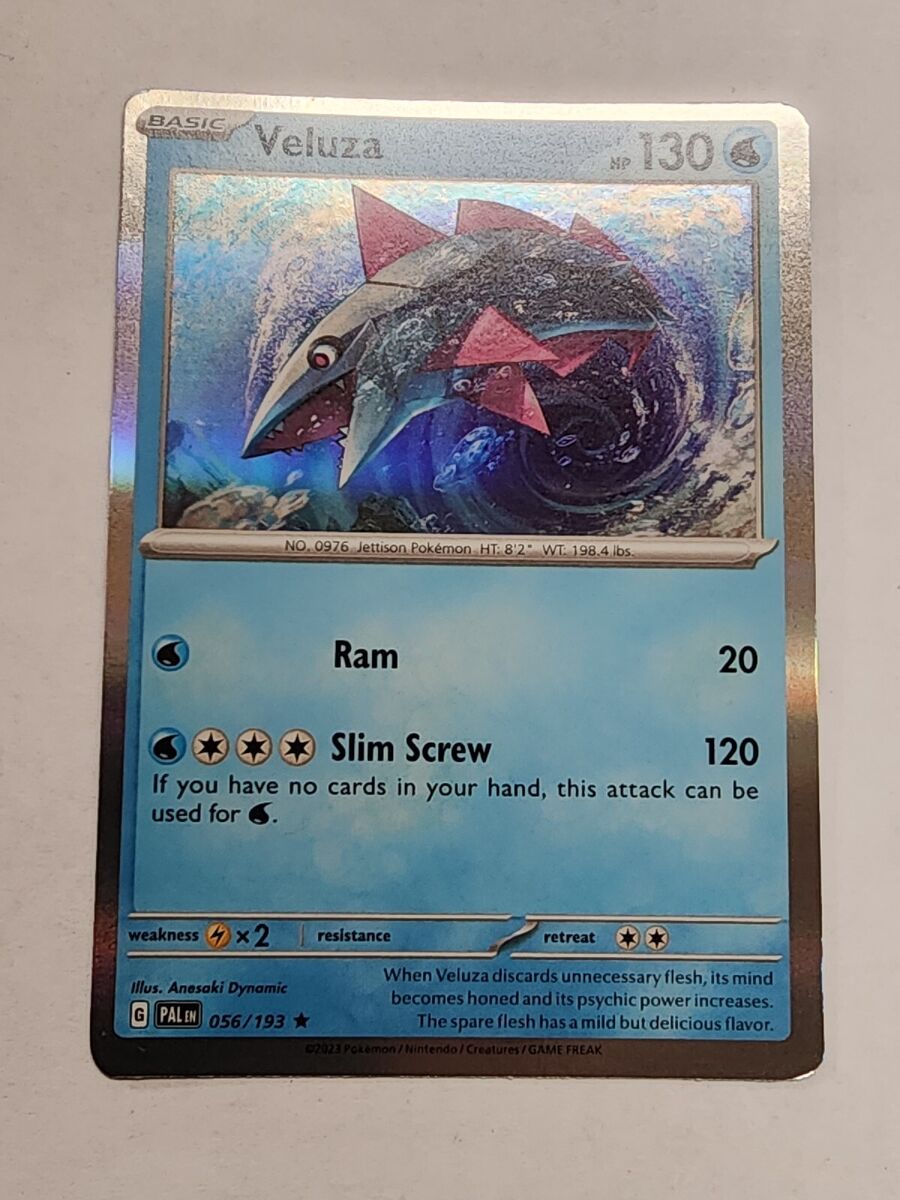 BASIC Veluza HP 130
NO. 0976 Jettison Pokémon HT: 8'2" WT: 198.4 lbs.
Ram 20
Slim Screw 120
If you have no cards in your hand, this attack can be
used for .
weakness ×2 resistance retreat
Illus. Anesaki Dynamic
G PAL EN 056/193 ★
When Veluza discards unnecessary flesh, its mind
becomes honed and its psychic power increases.
The spare flesh has a mild but delicious flavor.
©2023 Pokémon / Nintendo / Creatures / GAME FREAK